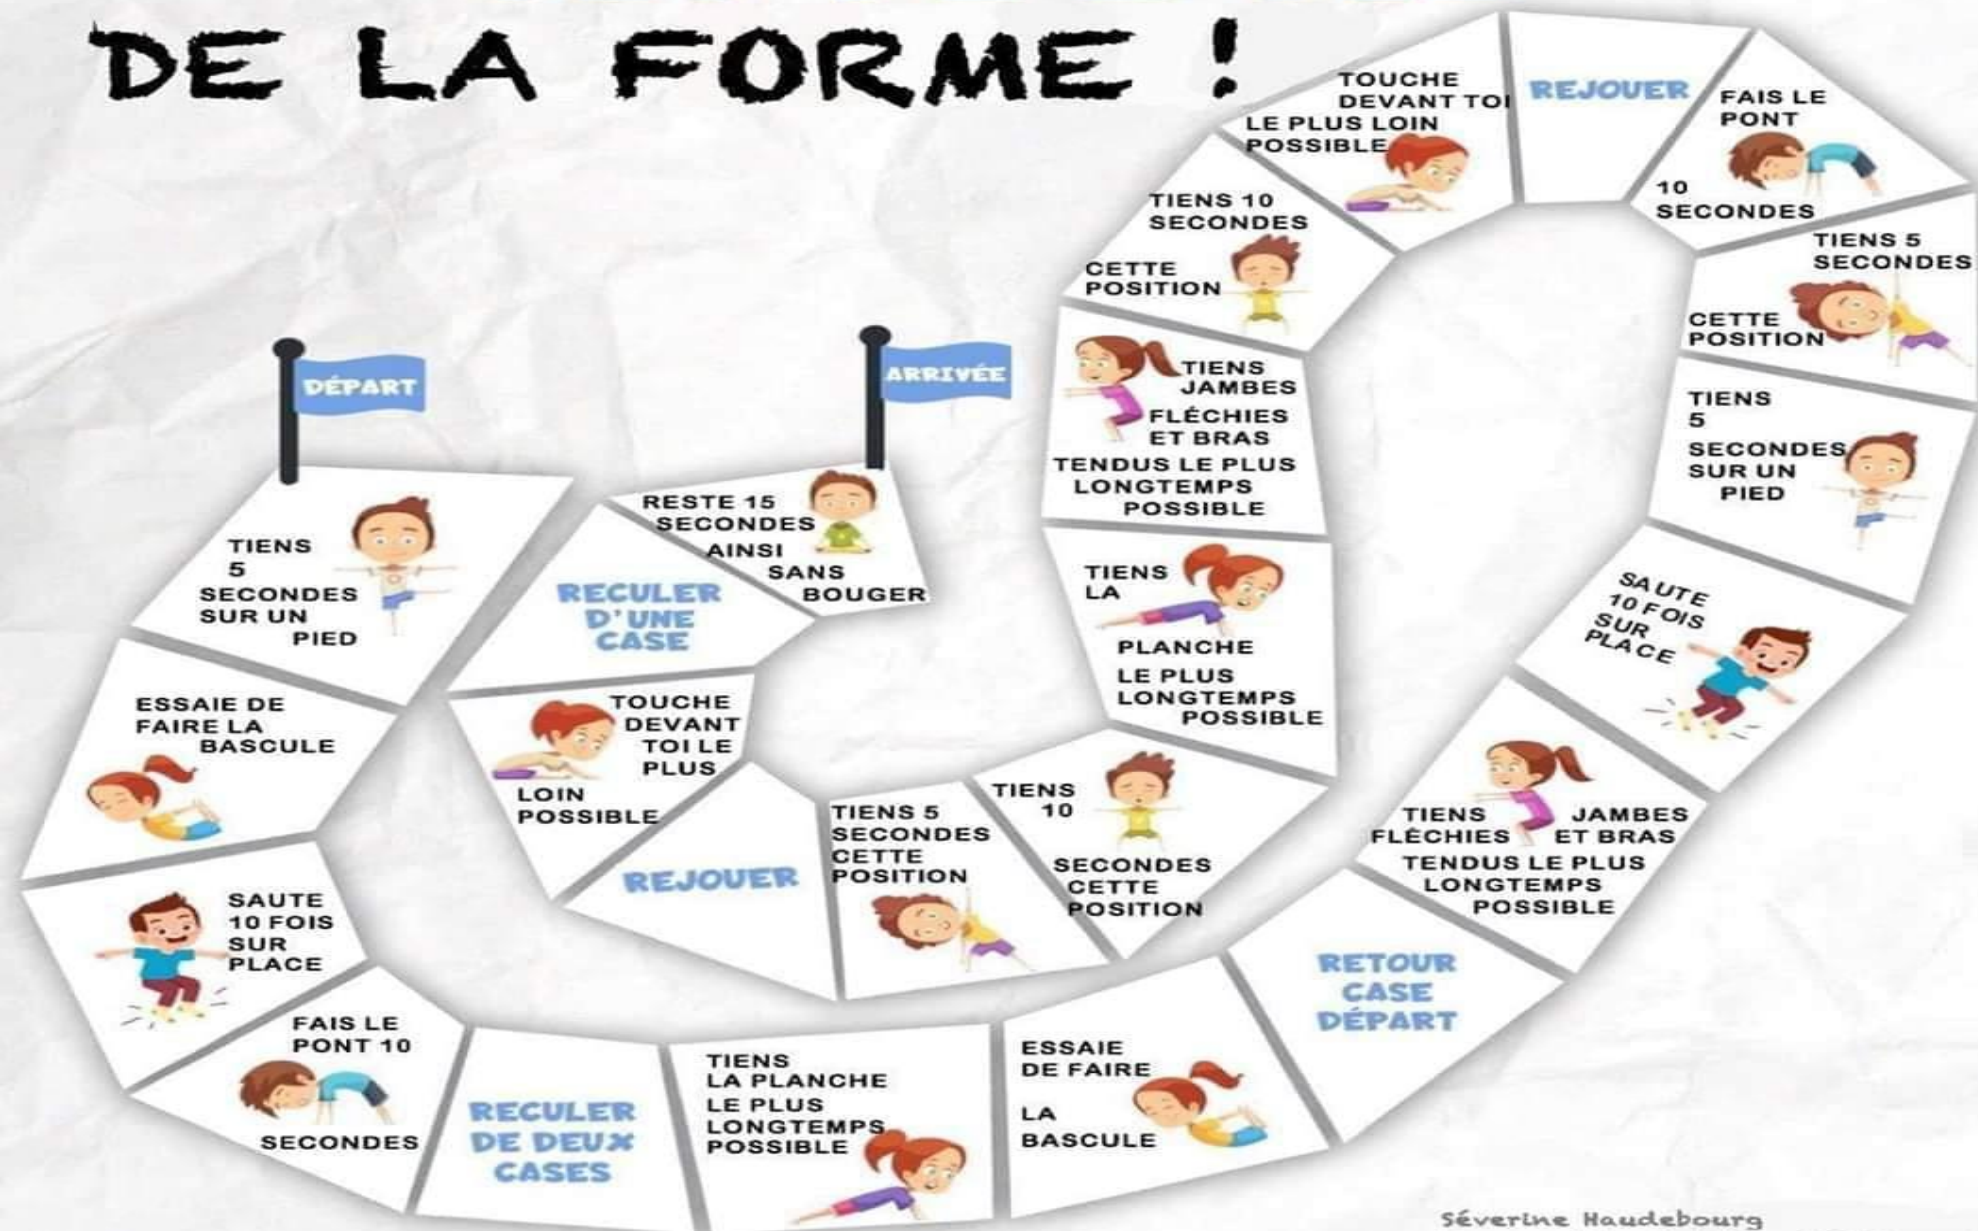 DE LA FORME !
DÉPART
TIENS
5
SECONDES
SUR UN
PIED
ESSAIE DE
FAIRE LA
BASCULE
SAUTE
10 FOIS
SUR
PLACE
FAIS LE
PONT 10
SECONDES
RECULER
DE DEUX
CASES
TIENS
LA PLANCHE
LE PLUS
LONGTEMPS
POSSIBLE
ESSAIE
DE FAIRE
LA
BASCULE
RETOUR
CASE
DÉPART
TIENS JAMBES
FLÉCHIES ET BRAS
TENDUS LE PLUS
LONGTEMPS
POSSIBLE
SAUTE
10 FOIS
SUR
PLACE
TIENS
5
SECONDES
SUR UN
PIED
TIENS 5
SECONDES
CETTE
POSITION
FAIS LE
PONT
10
SECONDES
REJOUER
TOUCHE
DEVANT TOI
LE PLUS LOIN
POSSIBLE
TIENS 10
SECONDES
CETTE
POSITION
TIENS
JAMBES
FLÉCHIES
ET BRAS
TENDUS LE PLUS
LONGTEMPS
POSSIBLE
TIENS
LA
PLANCHE
LE PLUS
LONGTEMPS
POSSIBLE
TIENS
10
SECONDES
CETTE
POSITION
TIENS 5
SECONDES
CETTE
POSITION
REJOUER
TOUCHE
DEVANT
TOI LE
PLUS
LOIN
POSSIBLE
RECULER
D'UNE
CASE
RESTE 15
SECONDES
AINSI
SANS
BOUGER
ARRIVÉE
Séverine Haudebourg